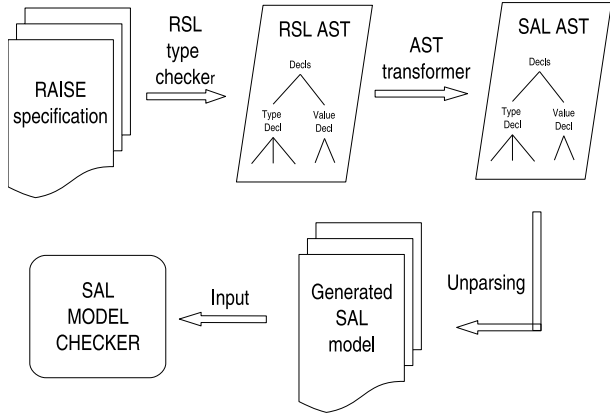 RAISE
specification
RSL
type
checker
RSL AST
Decls
Type
Decl
Value
Decl
AST
transformer
SAL AST
Decls
Type
Decl
Value
Decl
Unparsing
Generated
SAL
model
Input
SAL
MODEL
CHECKER